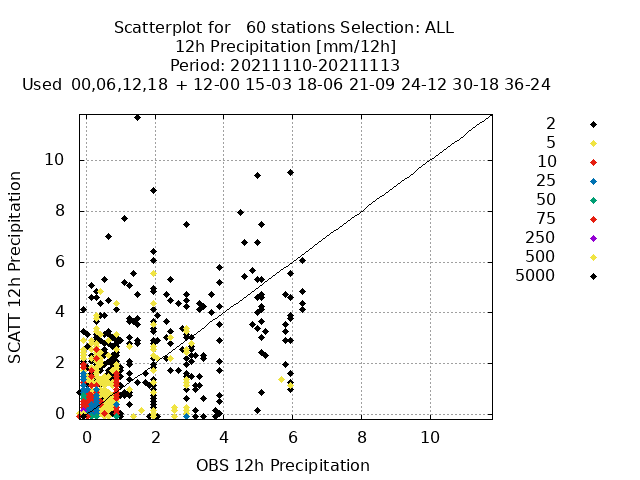 Scatterplot for   60 stations Selection: ALL
12h Precipitation [mm/12h]
Period: 20211110-20211113
Used  00,06,12,18  + 12-00 15-03 18-06 21-09 24-12 30-18 36-24
2
5
10
25
50
75
250
500
5000
SCATT 12h Precipitation
10
8
6
4
2
0
0 2 4 6 8 10
OBS 12h Precipitation